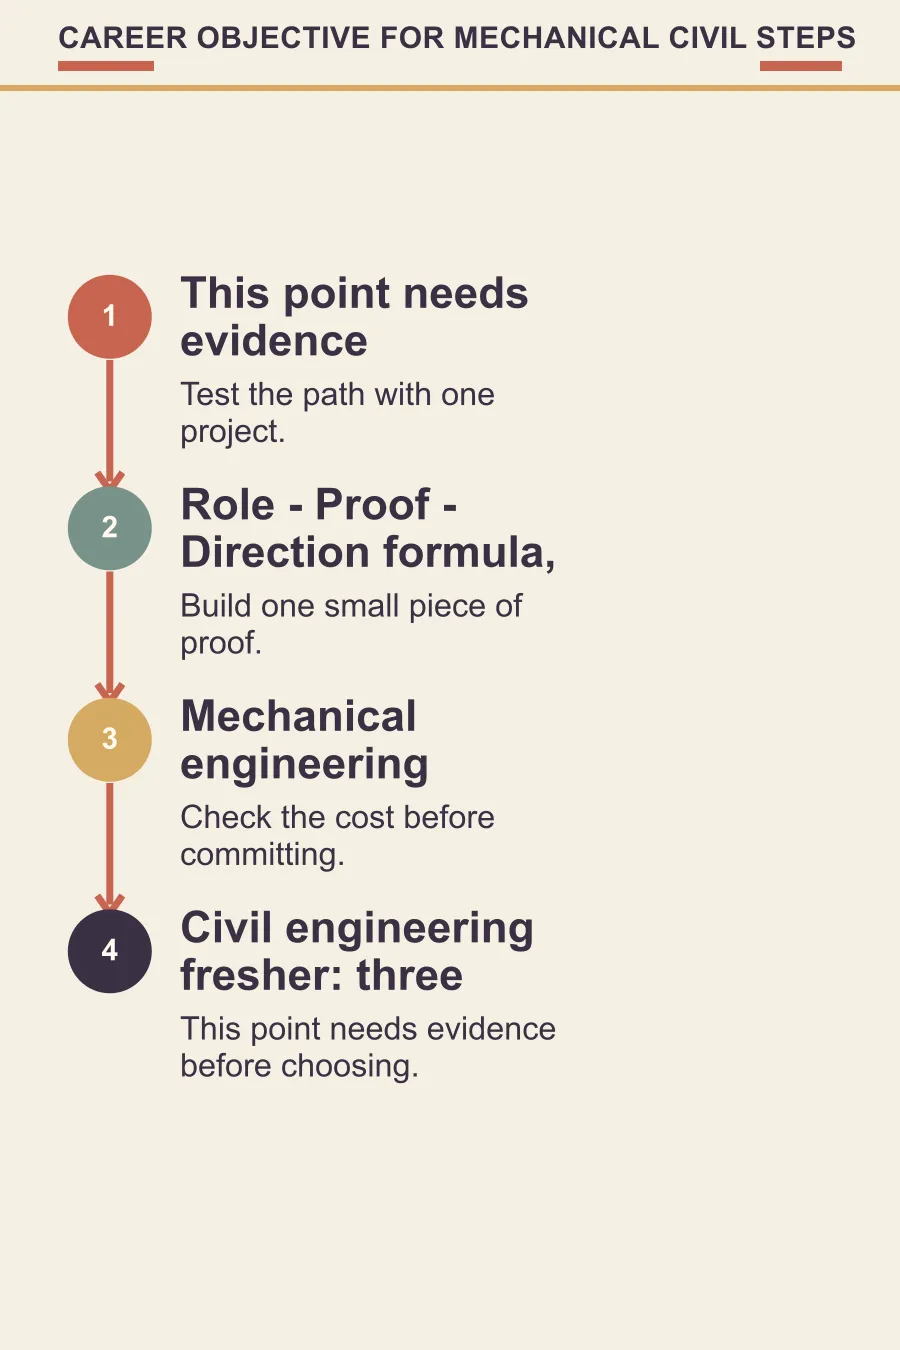 CAREER OBJECTIVE FOR MECHANICAL CIVIL STEPS
1
This point needs
evidence
Test the path with one
project.
2
Role - Proof -
Direction formula,
Build one small piece of
proof.
3
Mechanical
engineering
Check the cost before
committing.
4
Civil engineering
fresher: three
This point needs evidence
before choosing.